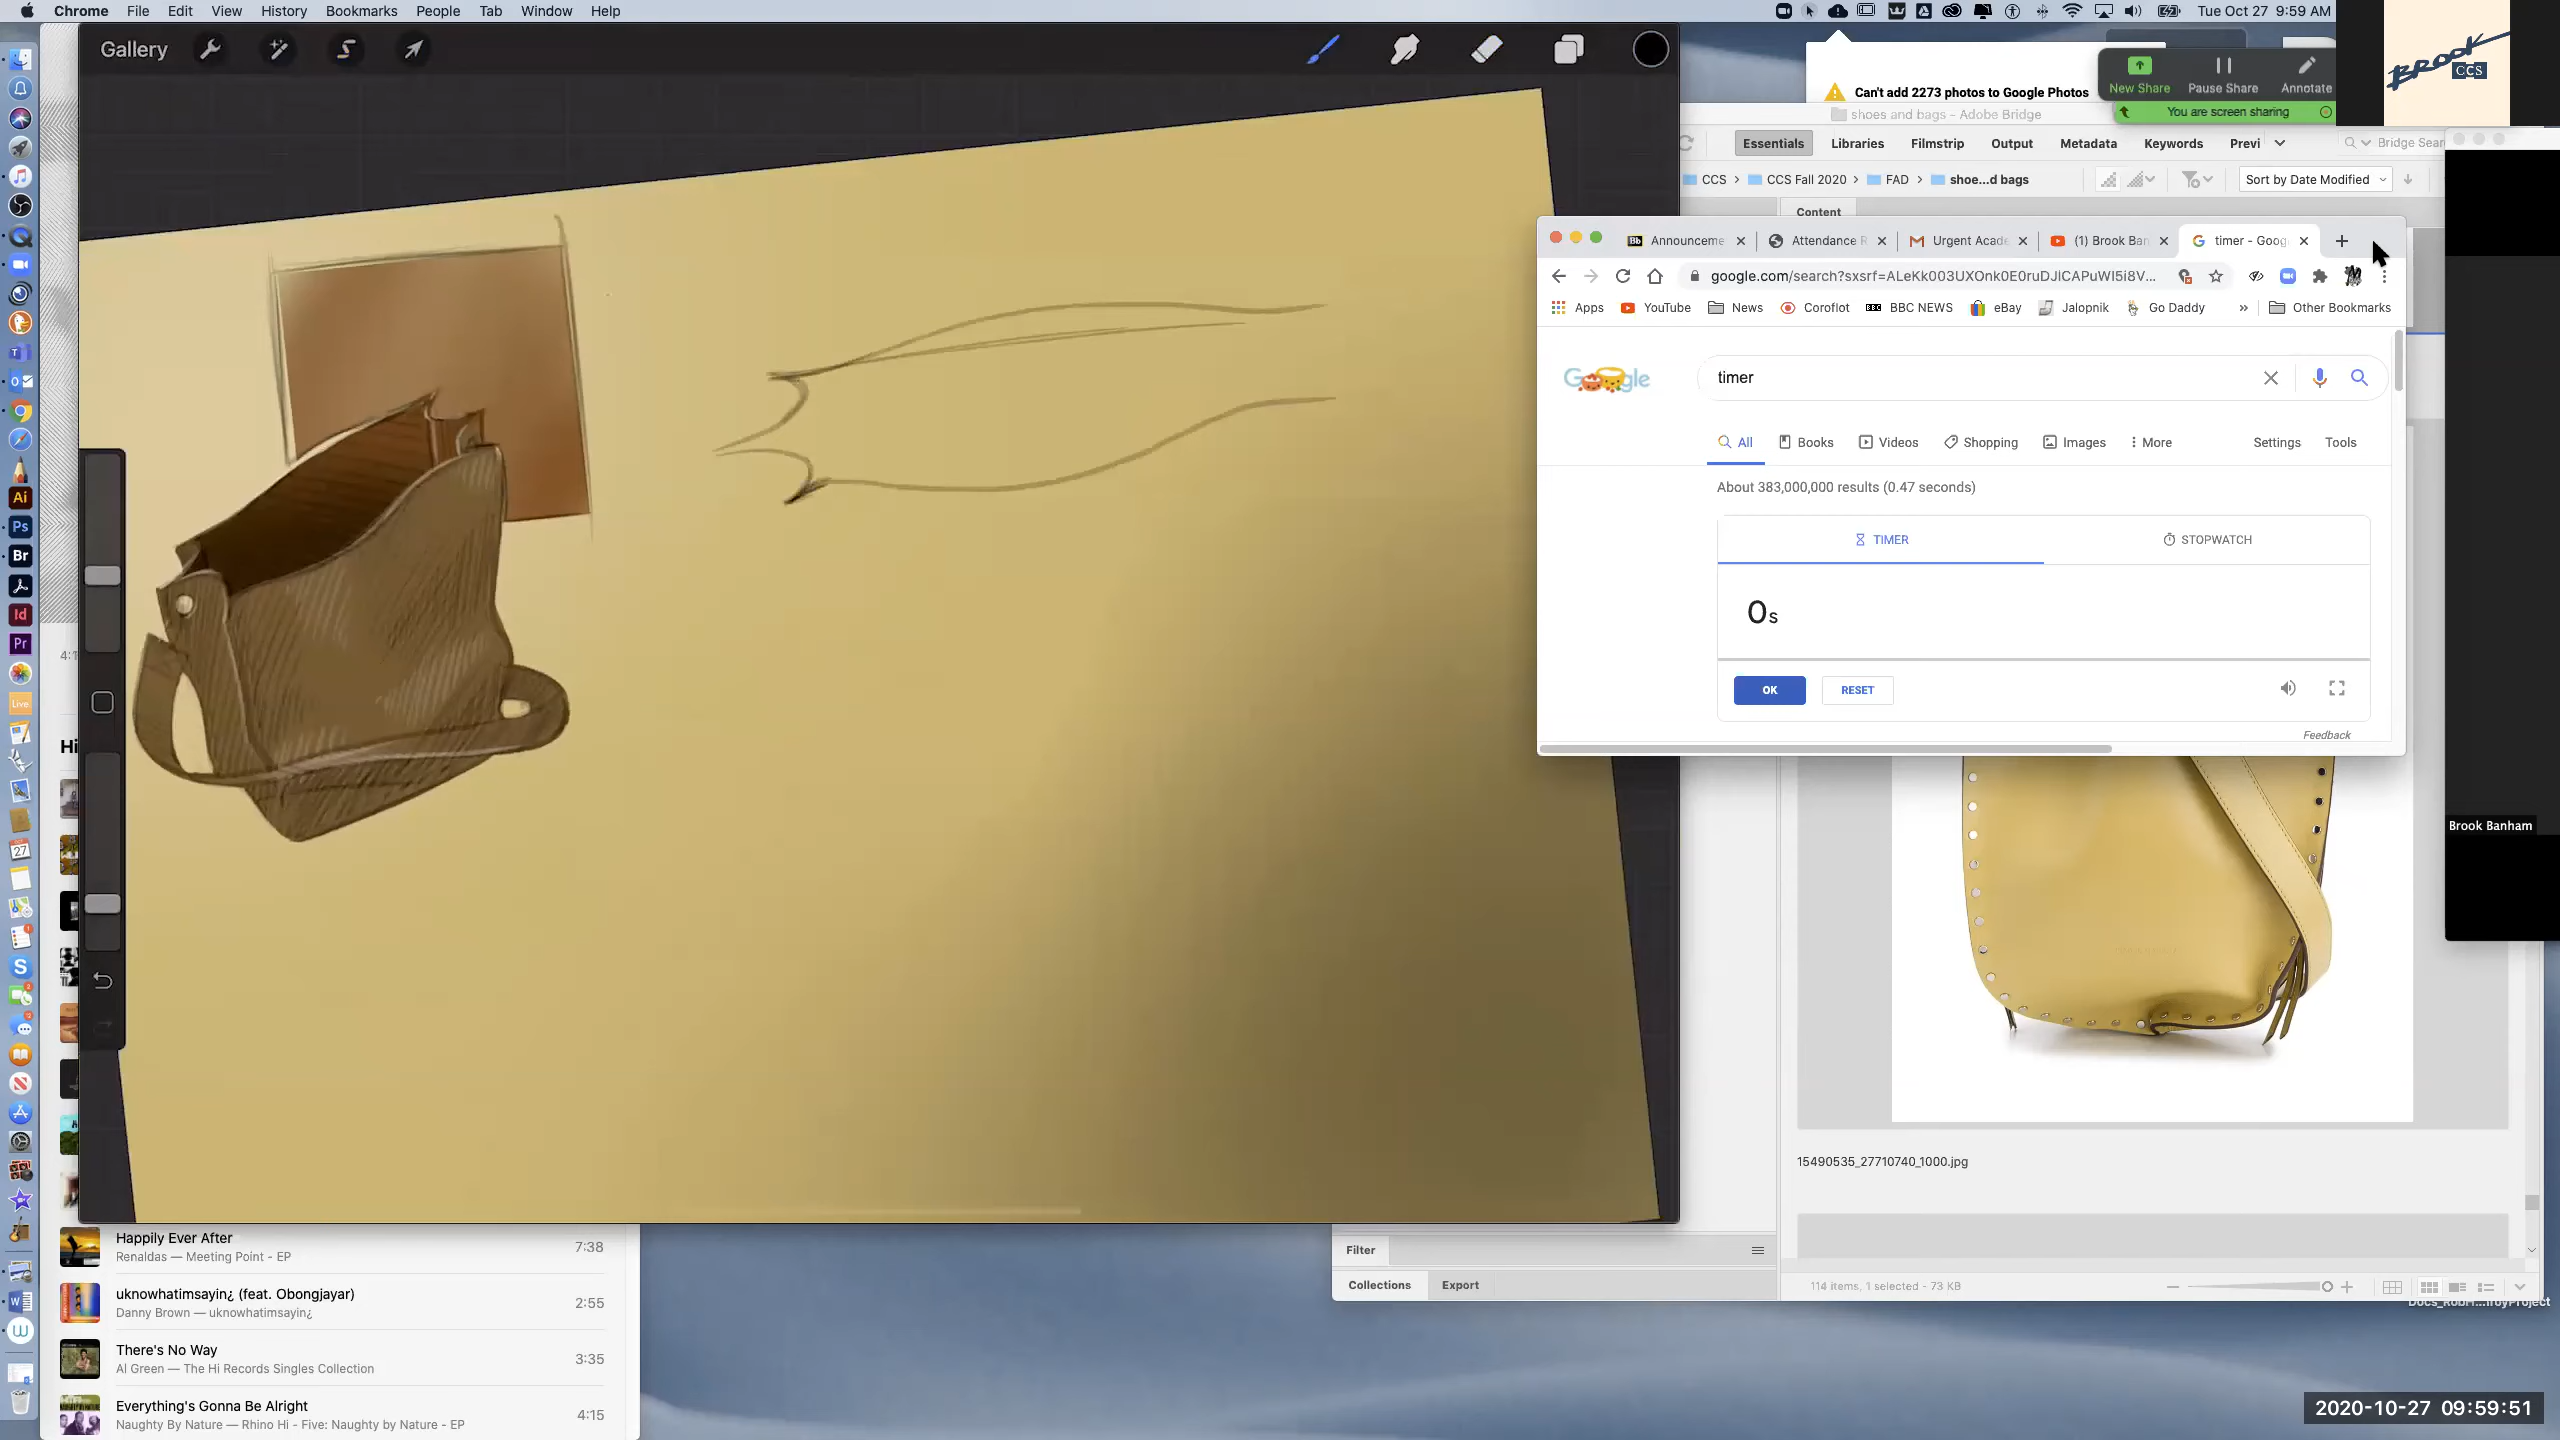 Chrome File Edit View History Bookmarks People Tab Window Help
Tue Oct 27 9:59 AM
Gallery
BROOK
CCS
New Share Pause Share Annotate
You are screen sharing
Can't add 2273 photos to Google Photos
shoes and bags – Adobe Bridge
Essentials Libraries Filmstrip Output Metadata Keywords Previ
CCS > CCS Fall 2020 > FAD > shoe...d bags
Sort by Date Modified
Content
Announceme
Attendance R
Urgent Acade
(1) Brook Ban
timer - Goog
google.com/search?sxsrf=ALeKk003UXOnk0E0ruDJlCAPuWI5i8V...
Apps YouTube News Coroflot BBC NEWS eBay Jalopnik Go Daddy » Other Bookmarks
timer
All Books Videos Shopping Images More Settings Tools
About 383,000,000 results (0.47 seconds)
TIMER STOPWATCH
0s
OK RESET
Feedback
Brook Banham
15490535_27710740_1000.jpg
Filter
Collections Export
114 items, 1 selected - 73 KB
Hi
Happily Ever After
Renaldas — Meeting Point - EP
7:38
uknowhatimsayin¿ (feat. Obongjayar)
Danny Brown — uknowhatimsayin¿
2:55
There's No Way
Al Green — The Hi Records Singles Collection
3:35
Everything's Gonna Be Alright
Naughty By Nature — Rhino Hi - Five: Naughty by Nature - EP
4:15
2020-10-27 09:59:51